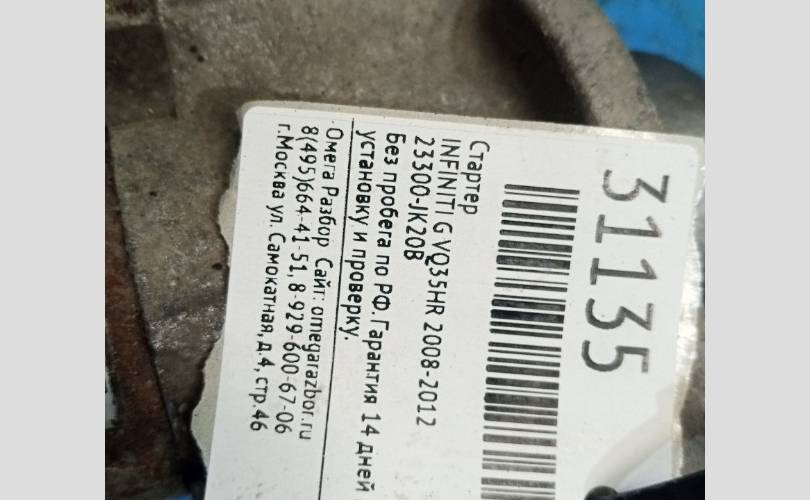 31135
Стартер
INFINITI G VQ35HR 2008-2012
23300-JK20B
Без пробега по РФ.Гарантия 14 дней
установку и проверку.
Омега Разбор Сайт: omegarazbor.ru
8(495)664-41-51,8-929-600-67-06
г.Москва ул. Самокатная,д.4,стр.46